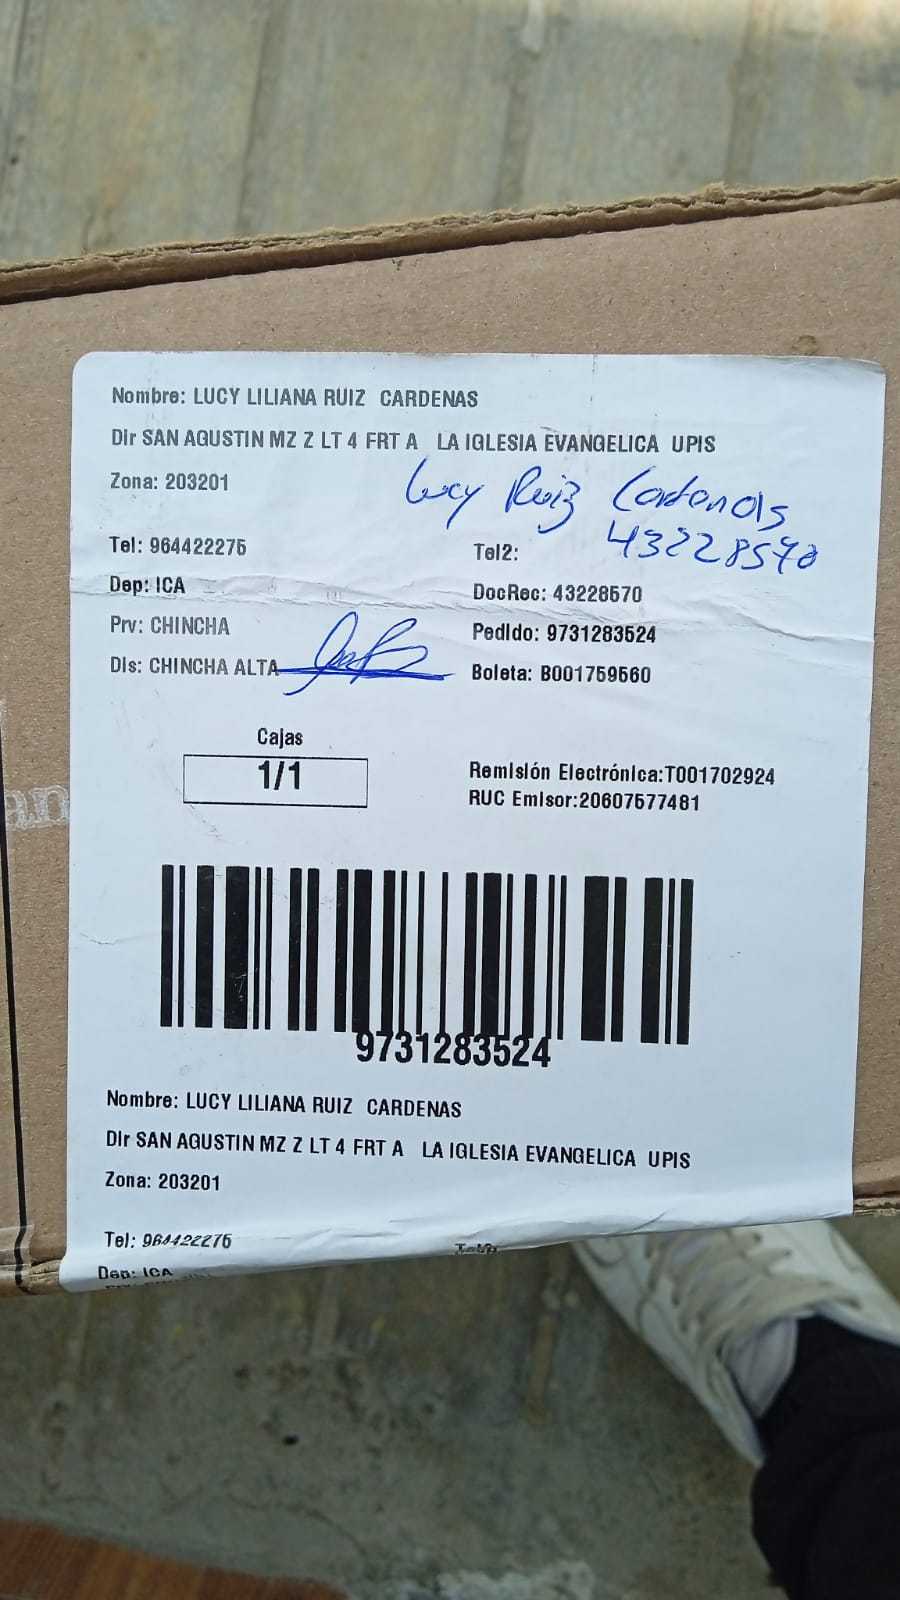 Nombre: LUCY LILIANA RUIZ CARDENAS
Dir SAN AGUSTIN MZ Z LT 4 FRT A LA IGLESIA EVANGELICA UPIS
Zona: 203201
Lucy Ruiz Cardenas
43228570
Tel: 964422275
Tel2:
Dep: ICA
DocRec: 43228570
Prv: CHINCHA
Pedido: 9731283524
Dis: CHINCHA ALTA
Boleta: B001759560
Cajas
1/1
Remisión Electrónica:T001702924
RUC Emisor:20607577481
9731283524
Nombre: LUCY LILIANA RUIZ CARDENAS
Dir SAN AGUSTIN MZ Z LT 4 FRT A LA IGLESIA EVANGELICA UPIS
Zona: 203201
Tel: 964422275
Dep: ICA